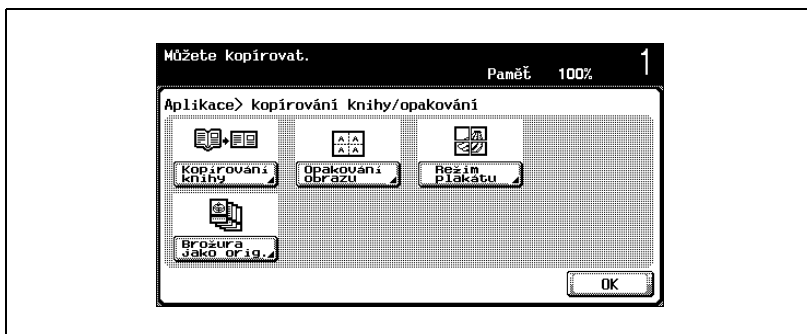 Můžete kopírovat.
Paměť 100% 1
Aplikace> kopírování knihy/opakování
A A
A A
Kopírování
knihy
Opakování
obrazu
Režim
plakátu
Brožura
jako orig.
OK